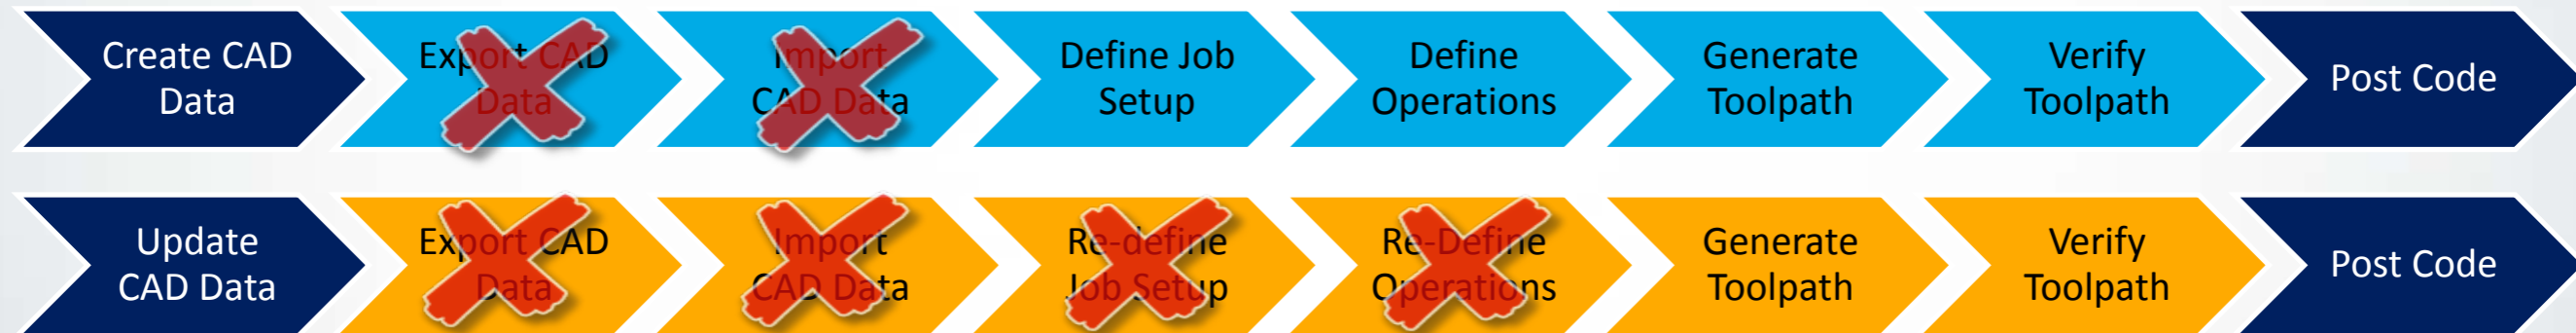 Create CAD
Data
Export CAD
Data
Import
CAD Data
Define Job
Setup
Define
Operations
Generate
Toolpath
Verify
Toolpath
Post Code
Update
CAD Data
Export CAD
Data
Import
CAD Data
Re-define
Job Setup
Re-Define
Operations
Generate
Toolpath
Verify
Toolpath
Post Code